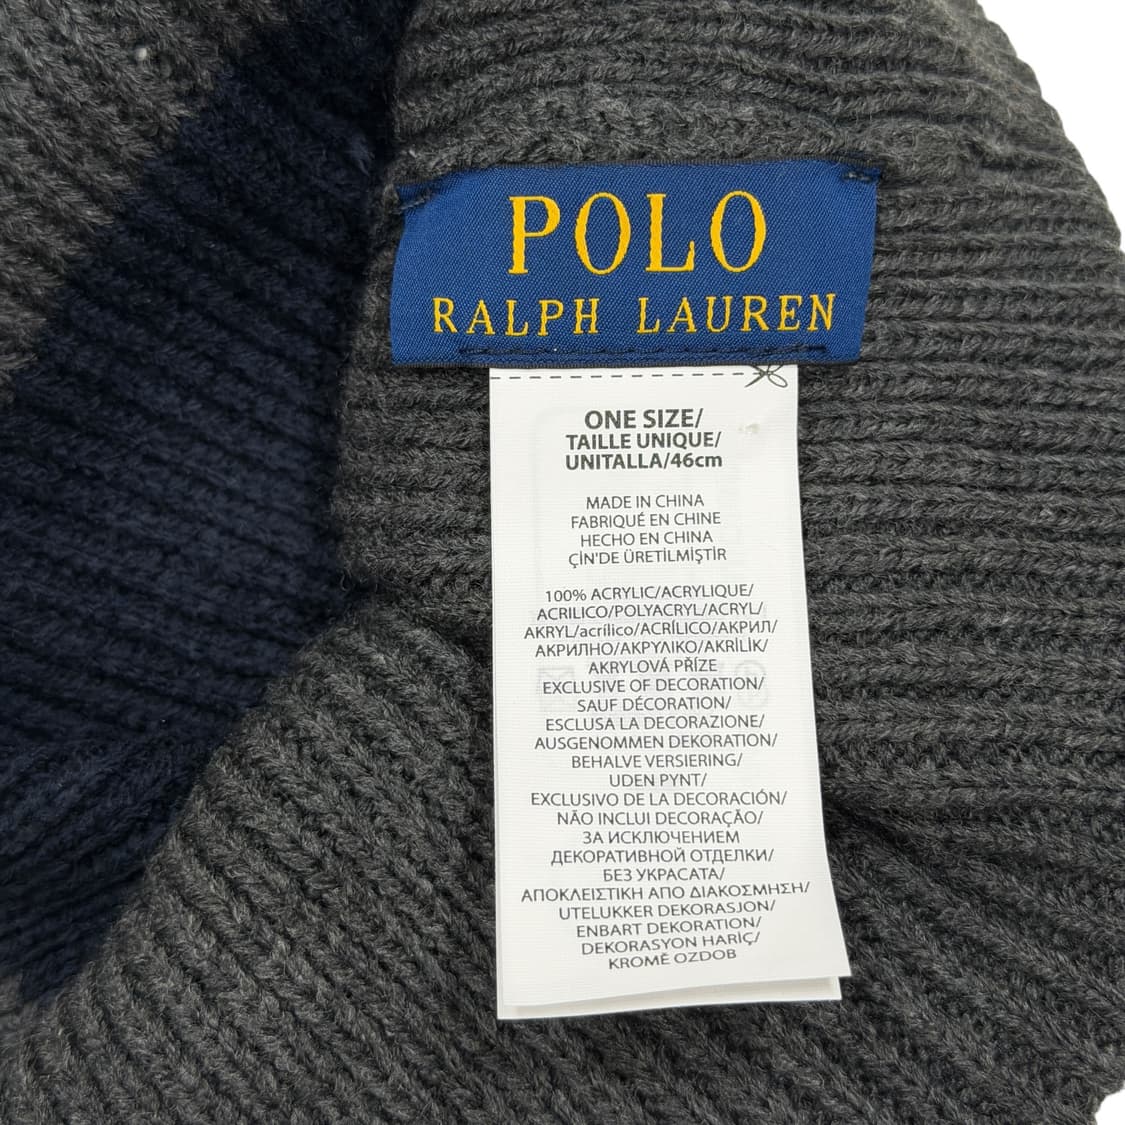 POLO
RALPH LAUREN
ONE SIZE/
TAILLE UNIQUE/
UNITALLA/46cm
MADE IN CHINA
FABRIQUÉ EN CHINE
HECHO EN CHINA
ÇİN'DE ÜRETİLMİŞTİR
100% ACRYLIC/ACRYLIQUE/
ACRILICO/POLYACRYL/ACRYL/
AKRYL/acrílico/ACRÍLICO/АКРИЛ/
АКРИЛНО/ΑΚΡΥΛΙΚΟ/AKRİLİK/
AKRYLOVÁ PŘÍZE
EXCLUSIVE OF DECORATION/
SAUF DÉCORATION/
ESCLUSA LA DECORAZIONE/
AUSGENOMMEN DEKORATION/
BEHALVE VERSIERING/
UDEN PYNT/
EXCLUSIVO DE LA DECORACIÓN/
NÃO INCLUI DECORAÇÃO/
ЗА ИСКЛЮЧЕНИЕМ
ДЕКОРАТИВНОЙ ОТДЕЛКИ/
БЕЗ УКРАСАТА/
ΑΠΟΚΛΕΙΣΤΙΚΗ ΑΠΟ ΔΙΑΚΟΣΜΗΣΗ/
UTELUKKER DEKORASJON/
ENBART DEKORATION/
DEKORASYON HARİÇ/
KROMĚ OZDOB